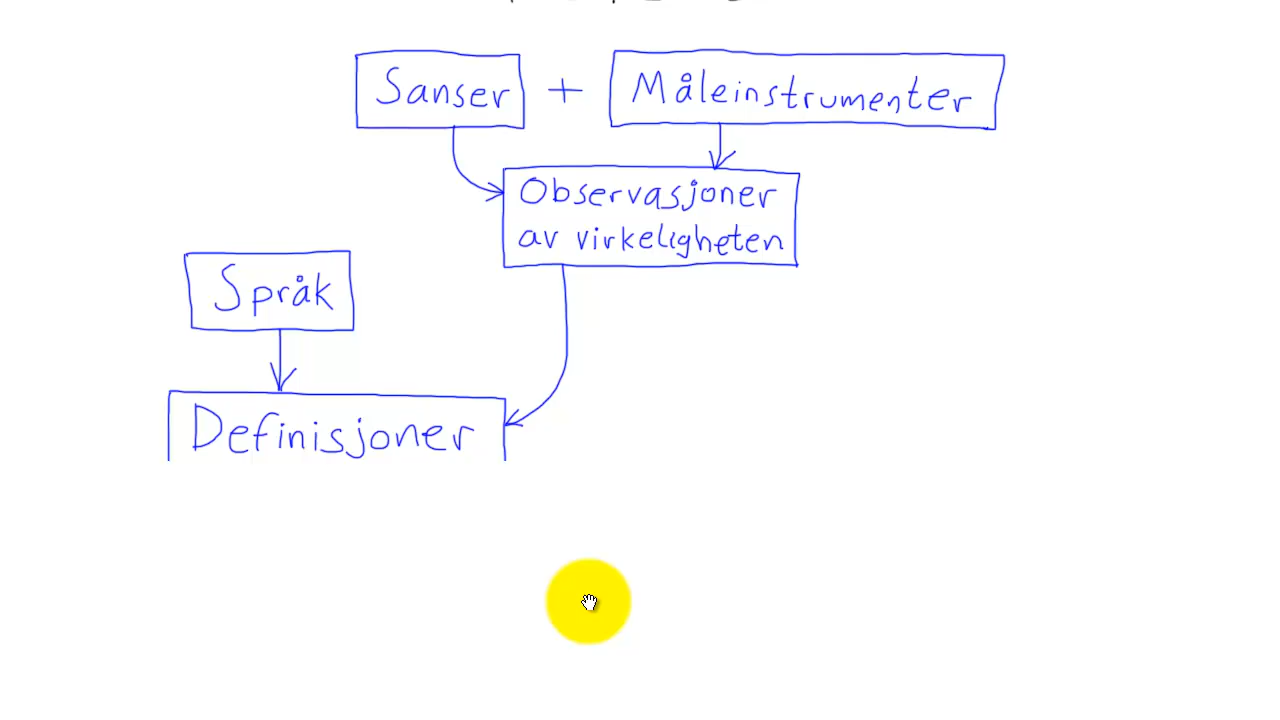 Sanser + Måleinstrumenter
Observasjoner
av virkeligheten
Språk
Definisjoner